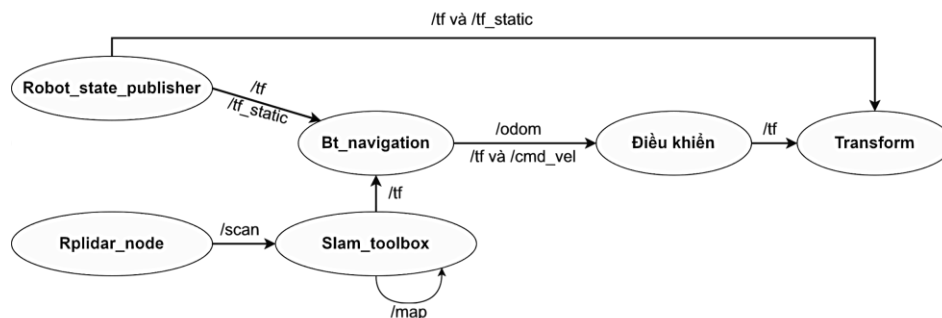 /tf và /tf_static
Robot_state_publisher
/tf
/tf_static
Bt_navigation
/odom
/tf và /cmd_vel
Điều khiển
/tf
Transform
/tf
Rplidar_node
/scan
Slam_toolbox
/map